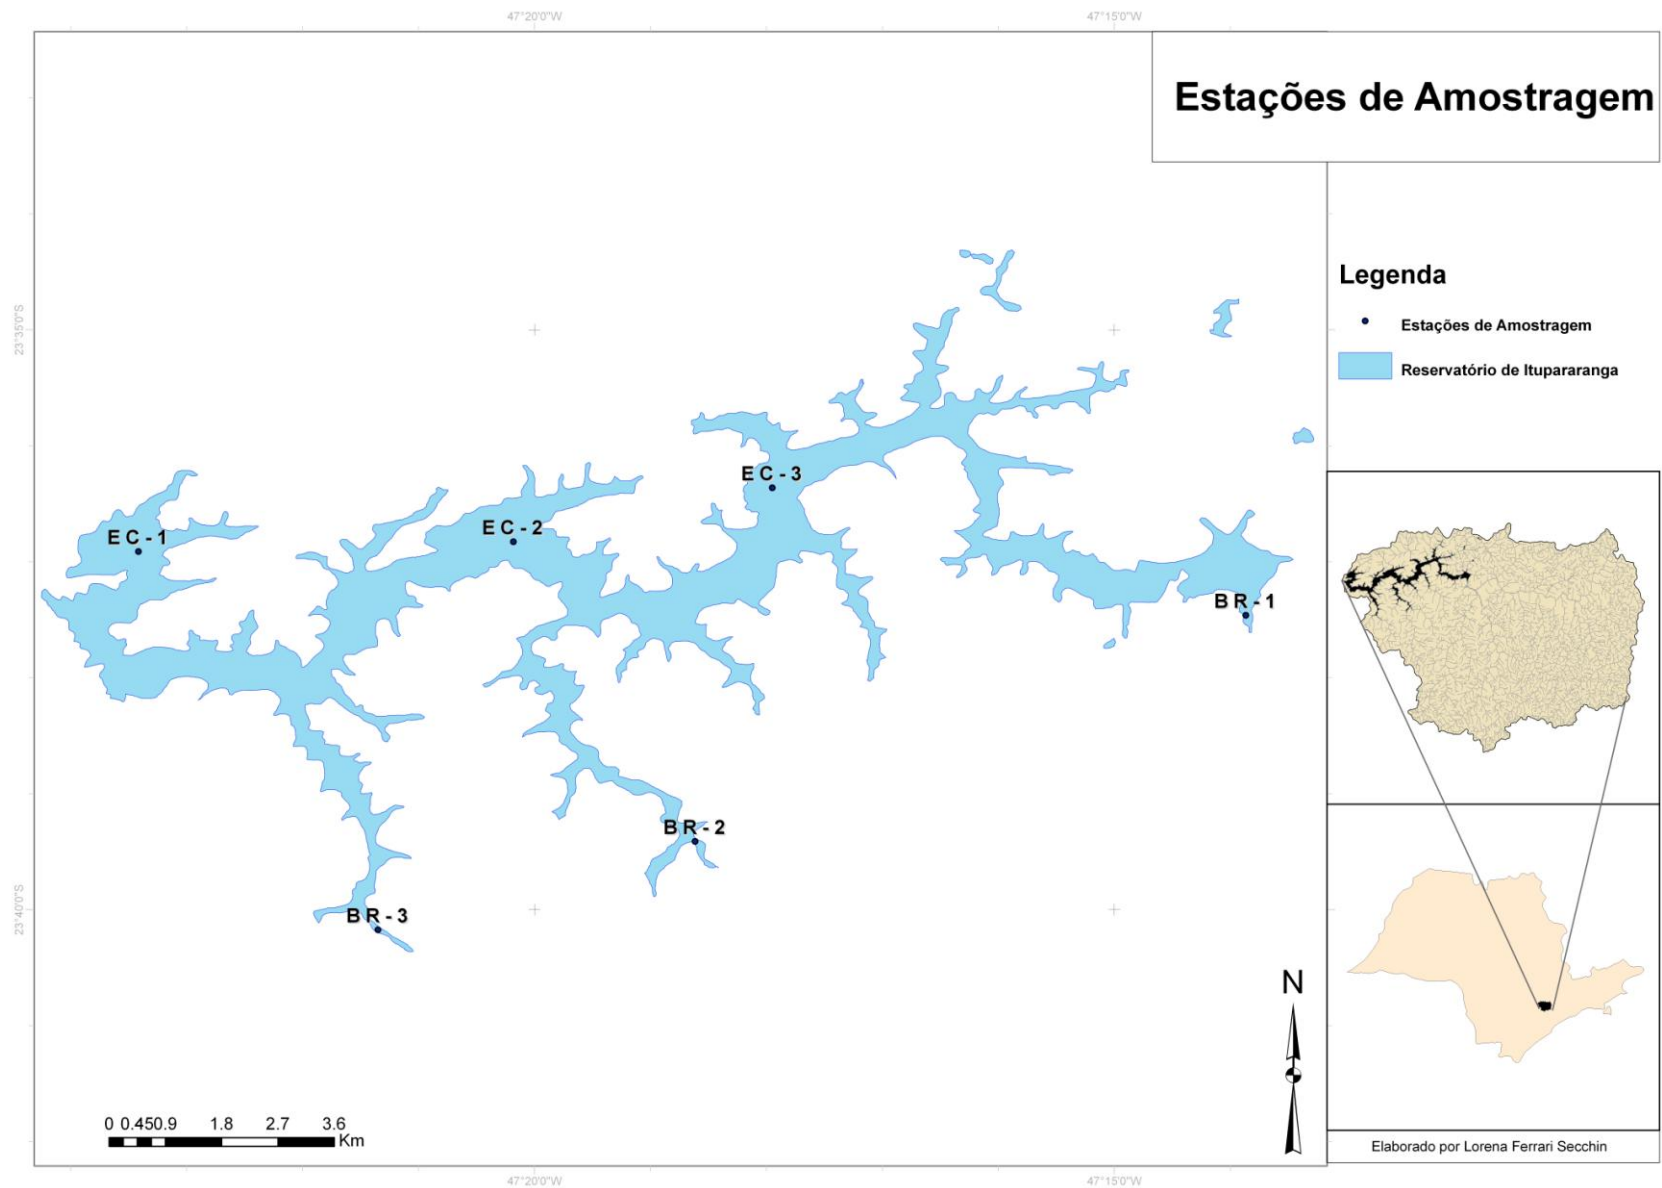 47°20'0"W
47°15'0"W
Estações de Amostragem
Legenda
Estações de Amostragem
Reservatório de Itupararanga
23°35'0"S
EC-3
EC-2
EC-1
BR-1
BR-2
23°40'0"S
BR-3
N
0 0.450.9 1.8 2.7 3.6
Km
Elaborado por Lorena Ferrari Secchin
47°20'0"W
47°15'0"W